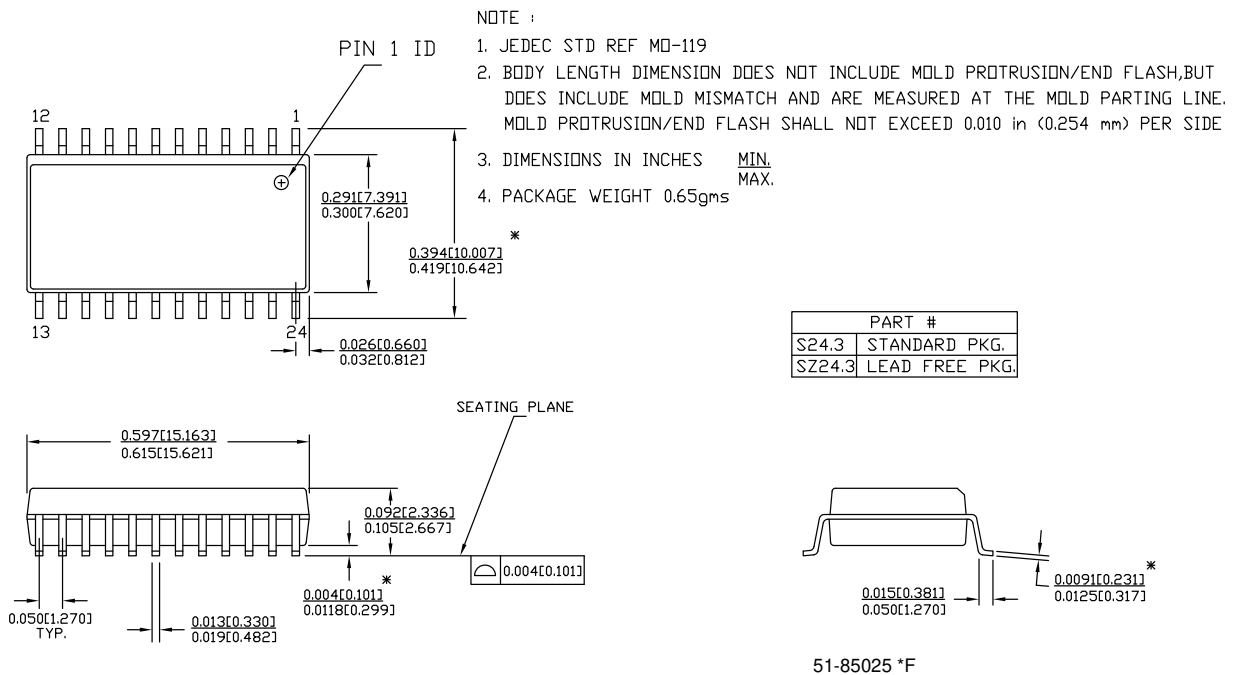 NOTE :
1. JEDEC STD REF MO-119
2. BODY LENGTH DIMENSION DOES NOT INCLUDE MOLD PROTRUSION/END FLASH,BUT
DOES INCLUDE MOLD MISMATCH AND ARE MEASURED AT THE MOLD PARTING LINE.
MOLD PROTRUSION/END FLASH SHALL NOT EXCEED 0.010 in (0.254 mm) PER SIDE
3. DIMENSIONS IN INCHES MIN.
MAX.
4. PACKAGE WEIGHT 0.65gms
PIN 1 ID
12 1
0.291[7.391]
0.300[7.620]
*
0.394[10.007]
0.419[10.642]
13 24
0.026[0.660]
0.032[0.812]
PART #
S24.3 STANDARD PKG.
SZ24.3 LEAD FREE PKG.
SEATING PLANE
0.597[15.163]
0.615[15.621]
0.092[2.336]
0.105[2.667]
0.004[0.101]
*
0.004[0.101]
0.0118[0.299]
0.050[1.270]
TYP.
0.013[0.330]
0.019[0.482]
0.015[0.381]
0.050[1.270]
*
0.0091[0.231]
0.0125[0.317]
51-85025 *F